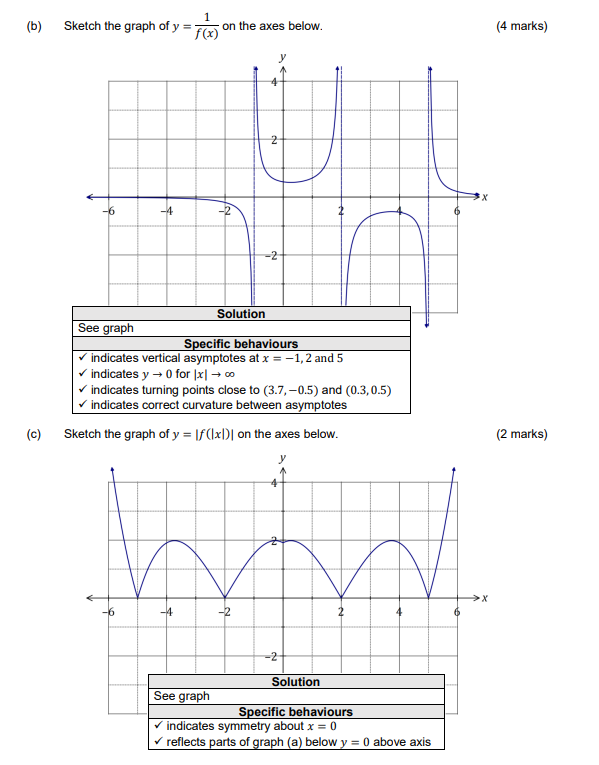 (b) Sketch the graph of y = 1/f(x) on the axes below. (4 marks)
y
4
2
-6 -4 -2 2 4 6 x
-2
Solution
See graph
Specific behaviours
✓ indicates vertical asymptotes at x = −1, 2 and 5
✓ indicates y → 0 for |x| → ∞
✓ indicates turning points close to (3.7, −0.5) and (0.3, 0.5)
✓ indicates correct curvature between asymptotes
(c) Sketch the graph of y = |f(|x|)| on the axes below. (2 marks)
y
4
2
-6 -4 -2 2 4 6 x
-2
Solution
See graph
Specific behaviours
✓ indicates symmetry about x = 0
✓ reflects parts of graph (a) below y = 0 above axis